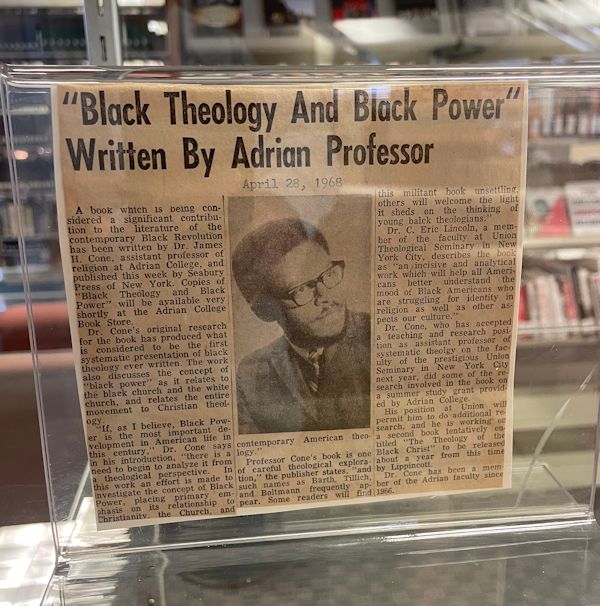 “Black Theology And Black Power“
Written By Adrian Professor
April 28, 1968
A book which is being con-
sidered a significant contribu-
tion to the literature of the
contemporary Black Revolution
has been written by Dr. James
H. Cone, assistant professor of
religion at Adrian College, and
published this week by Seabury
Press of New York. Copies of
"Black Theology and Black
Power" will be available very
shortly at the Adrian College
Book Store.
Dr. Cone's original research
for the book has produced what
is considered to be the first
systematic presentation of black
theology ever written. The work
also discusses the concept of
"black power" as it relates to
the black church and the white
church, and relates the entire
movement to Christian theol-
ogy.
"If, as I believe, Black Pow-
er is the most important de-
velopment in American life in
this century," Dr. Cone says
in his introduction, "there is a
need to begin to analyze it from
a theological perspective. In
this work an effort is made to
investigate the concept of Black
Power, placing primary em-
phasis on its relationship to
Christianity, the Church, and
contemporary American theo-
logy."
Professor Cone's book is one
of careful theological explora-
tion," the publisher states, "and
such names as Barth, Tillich,
and Boltmann frequently ap-
pear. Some readers will find
this militant book unsettling,
others will welcome the light
it sheds on the thinking of
young balck theologians."
Dr. C. Eric Lincoln, a mem-
ber of the faculty at Union
Theological Seminary in New
York City, describes the book
as "an incisive and analytical
work which will help all Ameri-
cans better understand the
mood of Black Americans who
are struggling for identity in
religion as well as other as-
pects our culture."
Dr. Cone, who has accepted
a teaching and research posi-
tion as assistant professor of
systematic theolgy on the fac-
ulty of the prestigious Union
Seminary in New York City
next year, did some of the re-
search involved in the book on
a summer study grant provid-
ed by Adrian College.
His position at Union will
permit him to do additional re-
search, and he is working on
a second book tentatively en-
titled "The Theology of the
Black Christ" to be released
about a year from this time
by Lippincott.
Dr. Cone has been a mem-
ber of the Adrian faculty since
1966.